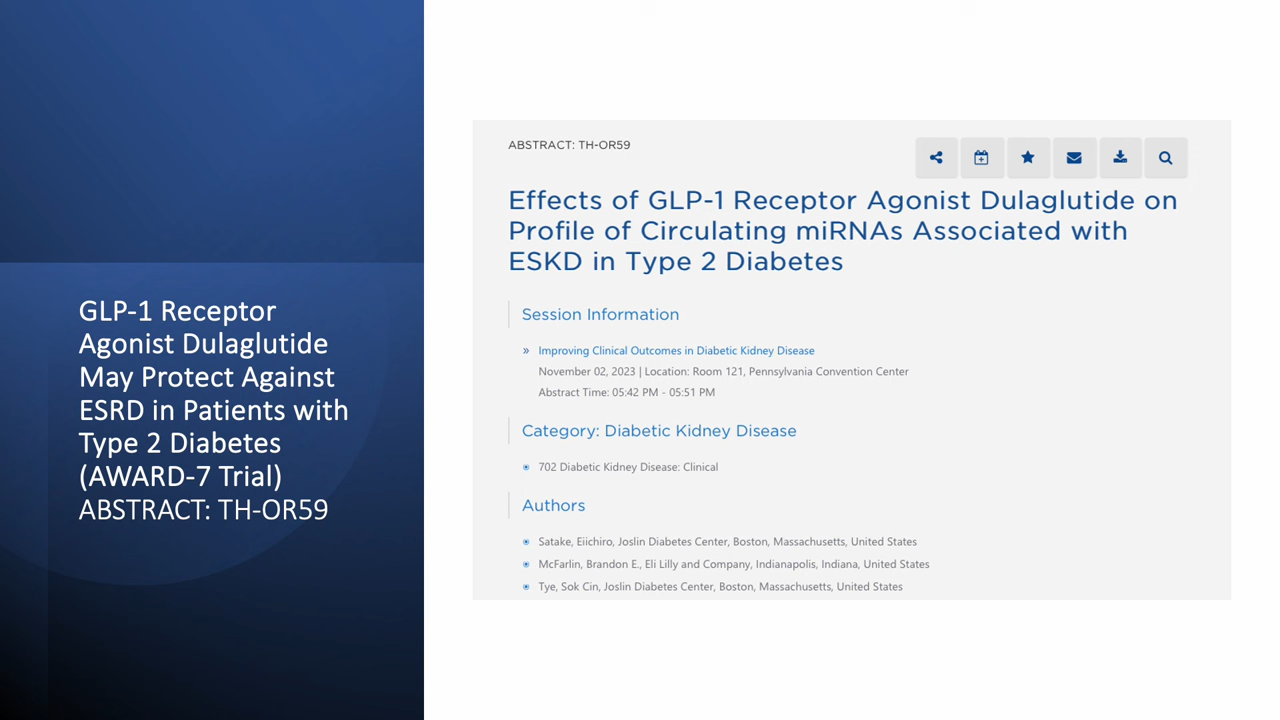 GLP-1 Receptor
Agonist Dulaglutide
May Protect Against
ESRD in Patients with
Type 2 Diabetes
(AWARD-7 Trial)
ABSTRACT: TH-OR59
ABSTRACT: TH-OR59
Effects of GLP-1 Receptor Agonist Dulaglutide on
Profile of Circulating miRNAs Associated with
ESKD in Type 2 Diabetes
Session Information
» Improving Clinical Outcomes in Diabetic Kidney Disease
November 02, 2023 | Location: Room 121, Pennsylvania Convention Center
Abstract Time: 05:42 PM - 05:51 PM
Category: Diabetic Kidney Disease
702 Diabetic Kidney Disease: Clinical
Authors
Satake, Eiichiro, Joslin Diabetes Center, Boston, Massachusetts, United States
McFarlin, Brandon E., Eli Lilly and Company, Indianapolis, Indiana, United States
Tye, Sok Cin, Joslin Diabetes Center, Boston, Massachusetts, United States